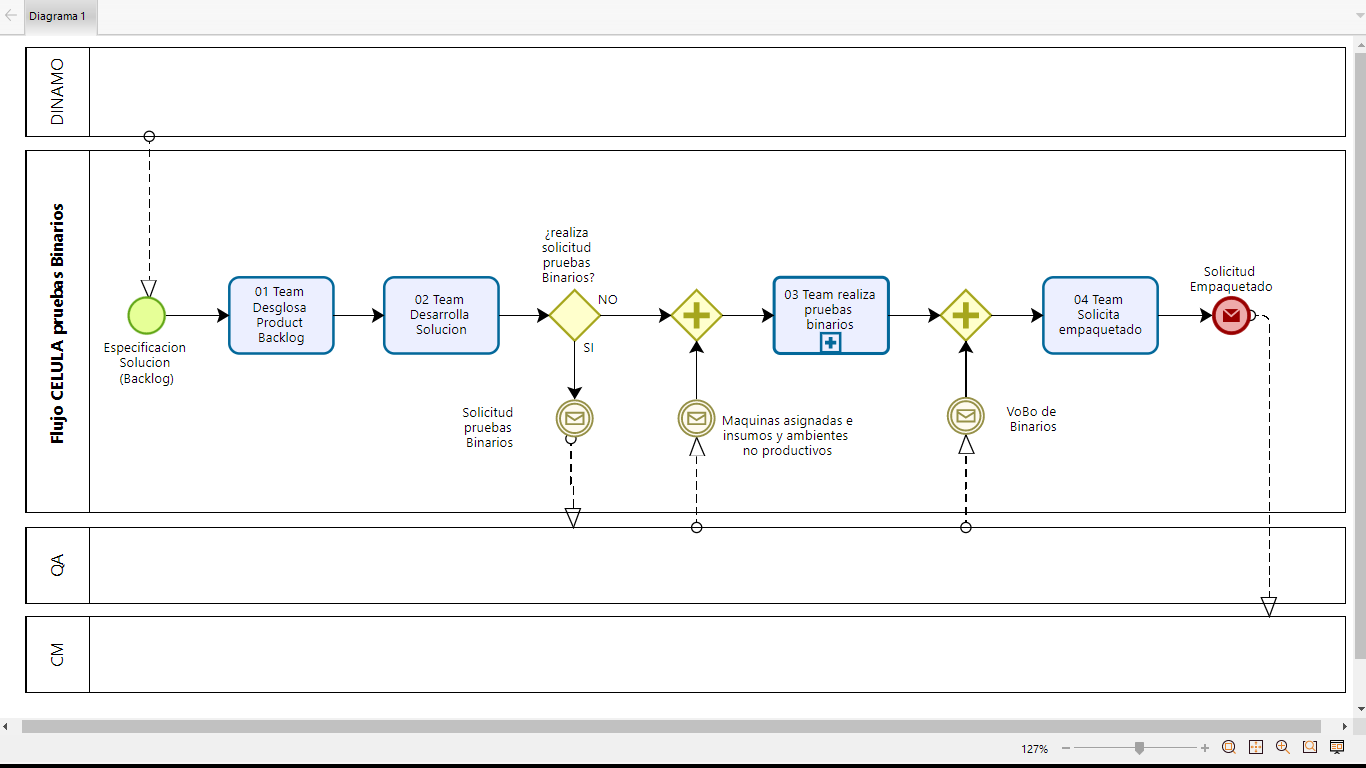 Diagrama 1
DINAMO
Flujo CELULA pruebas Binarios
¿realiza
solicitud
pruebas
Binarios?
NO
SI
Especificacion
Solucion
(Backlog)
01 Team
Desglosa
Product
Backlog
02 Team
Desarrolla
Solucion
Solicitud
pruebas
Binarios
Maquinas asignadas e
insumos y ambientes
no productivos
03 Team realiza
pruebas
binarios
VoBo de
Binarios
04 Team
Solicita
empaquetado
Solicitud
Empaquetado
QA
CM
127%